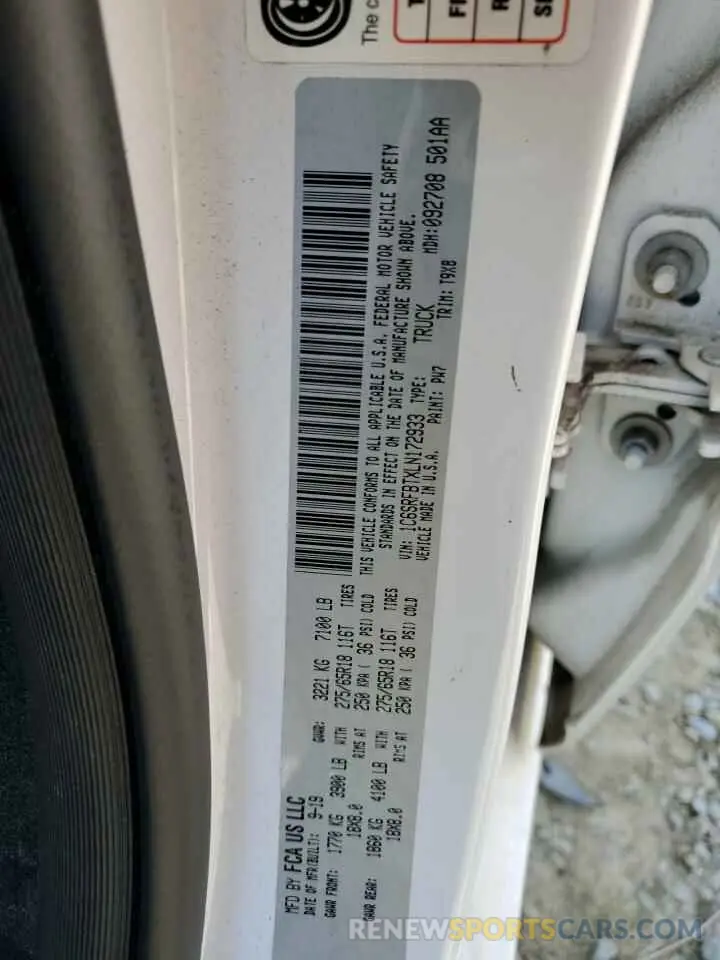 The c
MFD BY FCA US LLC
DATE OF MFR(BUILT): 9-19 GVWR: 3221 KG 7100 LB
GAWR FRONT: 1770 KG 3900 LB WITH 275/65R18 116T TIRES
18X8.0 RIMS AT 250 KPA ( 36 PSI) COLD
GAWR REAR: 1860 KG 4100 LB WITH 275/65R18 116T TIRES
18X8.0 RIMS AT 250 KPA ( 36 PSI) COLD
THIS VEHICLE CONFORMS TO ALL APPLICABLE U.S.A. FEDERAL MOTOR VEHICLE SAFETY
STANDARDS IN EFFECT ON THE DATE OF MANUFACTURE SHOWN ABOVE.
VIN: 1C6SRFBTXLN172933 TYPE: TRUCK MDH:092708 501AA
VEHICLE MADE IN U.S.A. PAINT: PW7 TRIM: T9X8
RENEWSPORTSCARS.COM